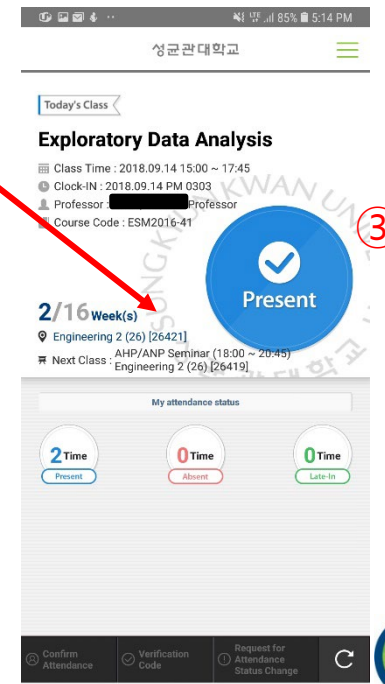 85% 5:14 PM
성균관대학교
Today's Class
Exploratory Data Analysis
Class Time : 2018.09.14 15:00 ~ 17:45
Clock-IN : 2018.09.14 PM 0303
Professor : Professor
Course Code : ESM2016-41
③
Present
2/16 Week(s)
Engineering 2 (26) [26421]
Next Class : AHP/ANP Seminar (18:00 ~ 20:45)
Engineering 2 (26) [26419]
My attendance status
2 Time
Present
0 Time
Absent
0 Time
Late-In
Confirm Attendance
Verification Code
Request for Attendance Status Change